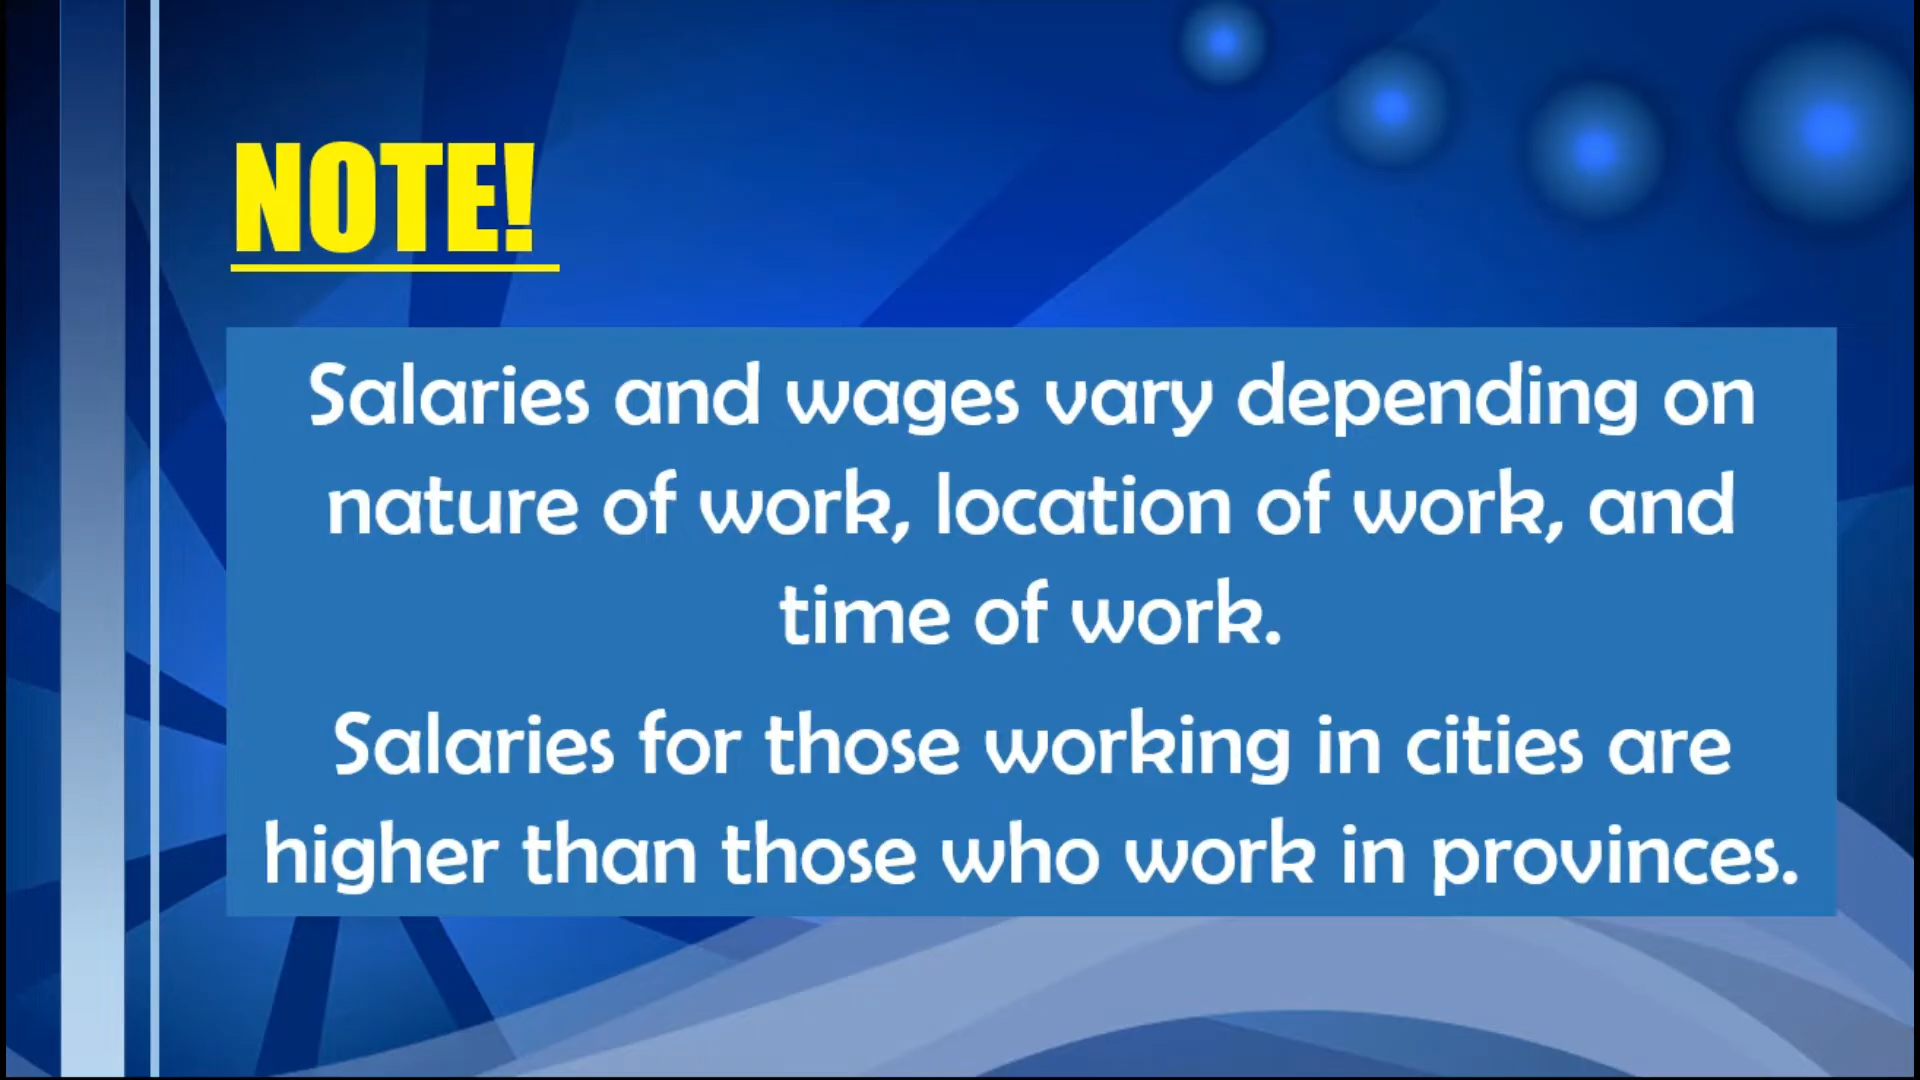 NOTE!
Salaries and wages vary depending on
nature of work, location of work, and
time of work.
Salaries for those working in cities are
higher than those who work in provinces.